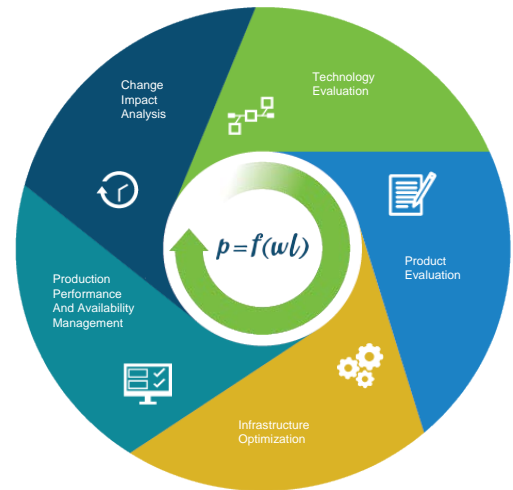 Change
Impact
Analysis
Technology
Evaluation
Product
Evaluation
Infrastructure
Optimization
Production
Performance
And Availability
Management
p=f(wl)